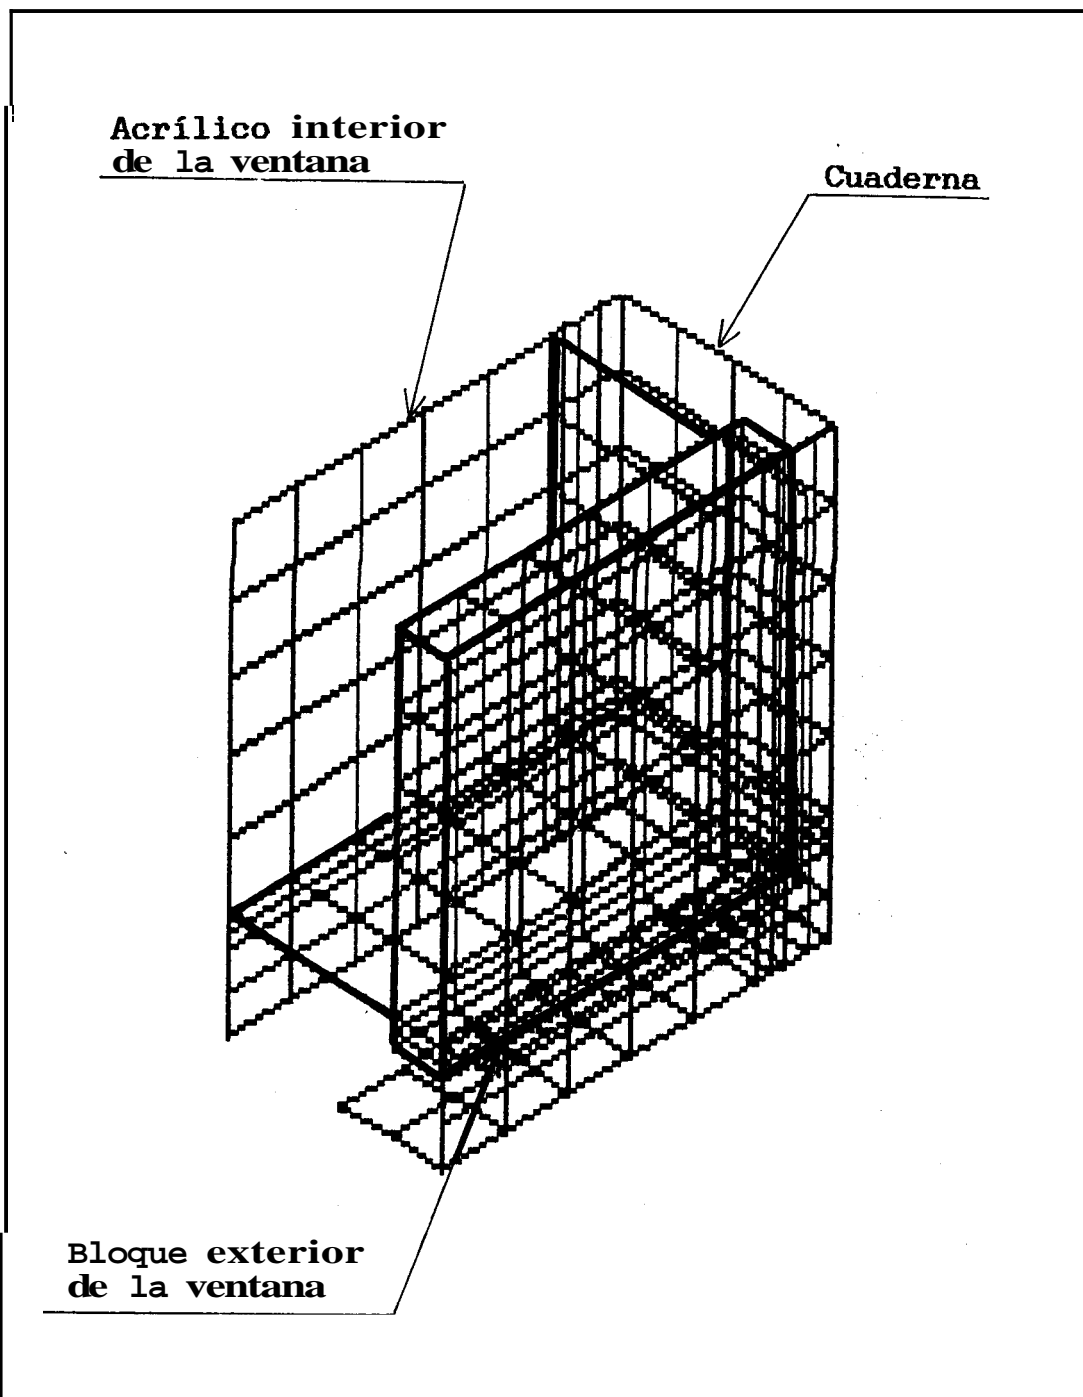 Acrílico interior
de la ventana
Cuaderna
Bloque exterior
de la ventana